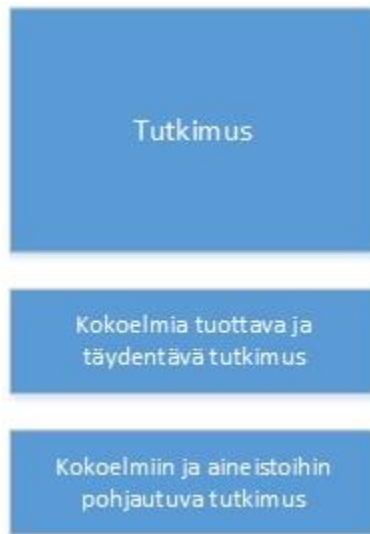 Tutkimus
Kokoelmia tuottava ja
täydentävä tutkimus
Kokoelmiin ja aineistoihin
pohjautuva tutkimus